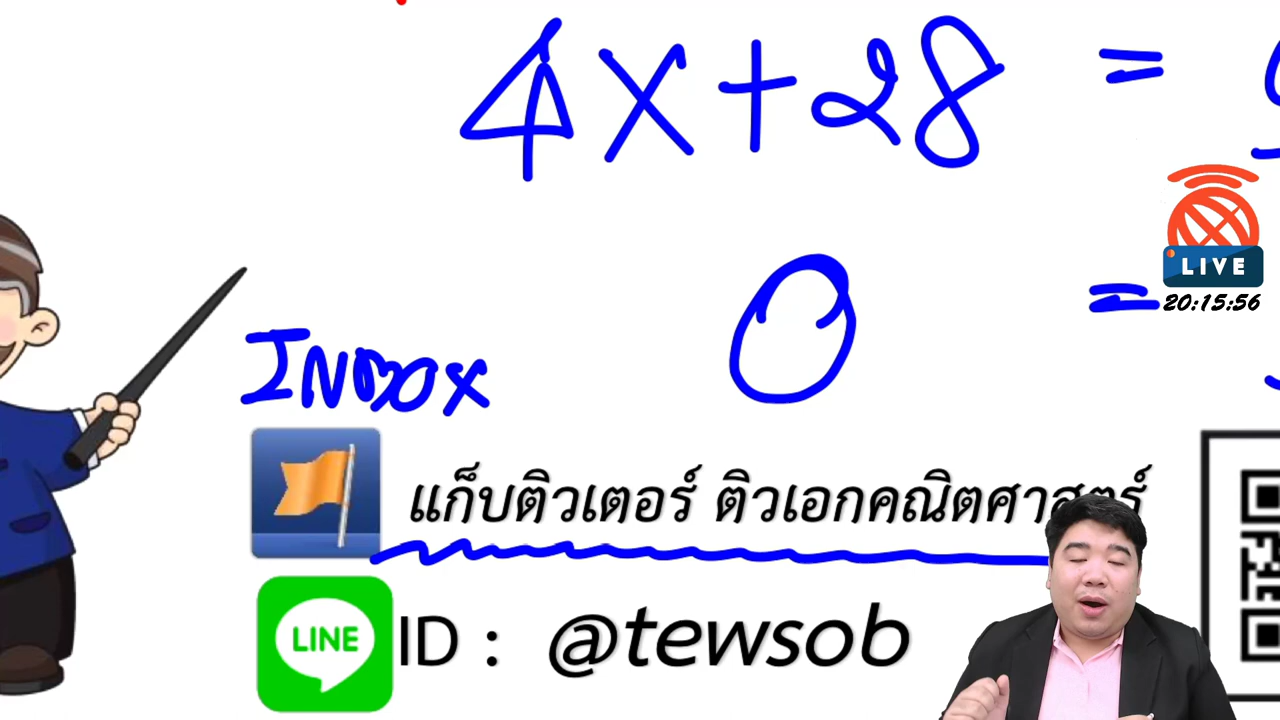 4x+28 =
LIVE
0 = 20:15:56
INBOX
แก็บติวเตอร์ ติวเอกคณิตศาสตร์
LINE ID : @tewsob